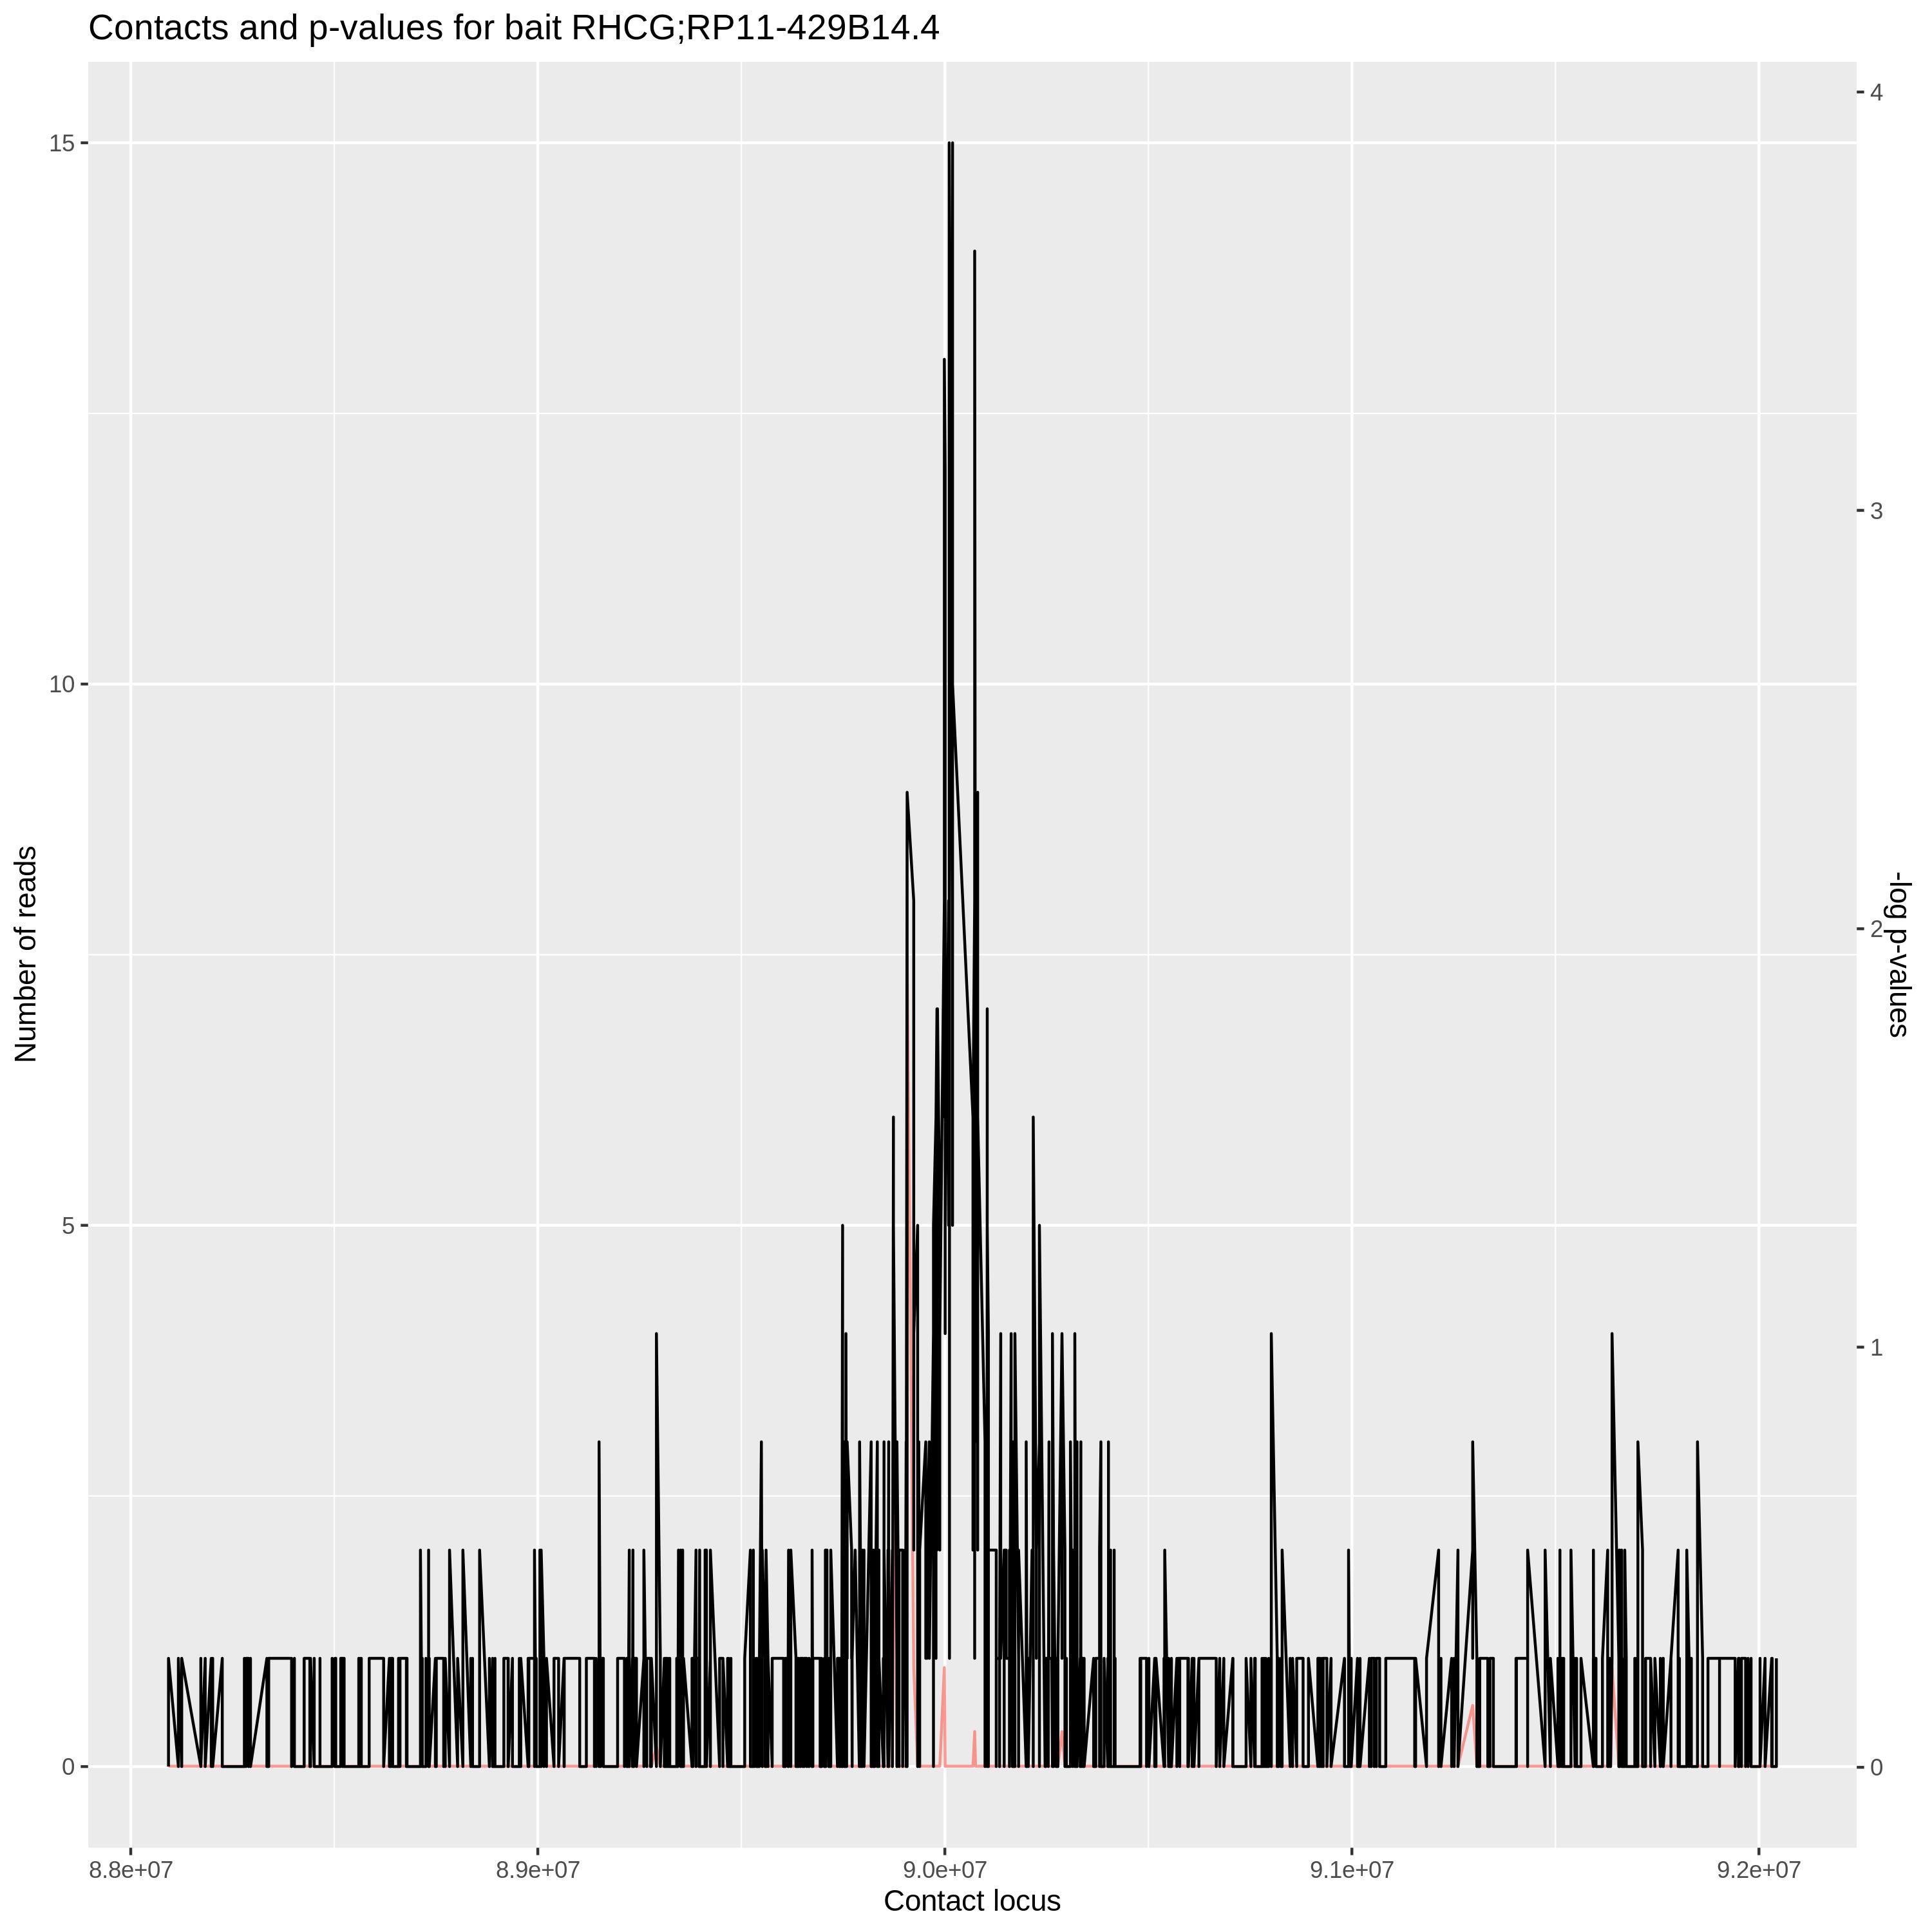 Contacts and p-values for bait RHCG;RP11-429B14.4
15
10
5
0
Number of reads
4
3
2
1
0
-log p-values
8.8e+07
8.9e+07
9.0e+07
9.1e+07
9.2e+07
Contact locus